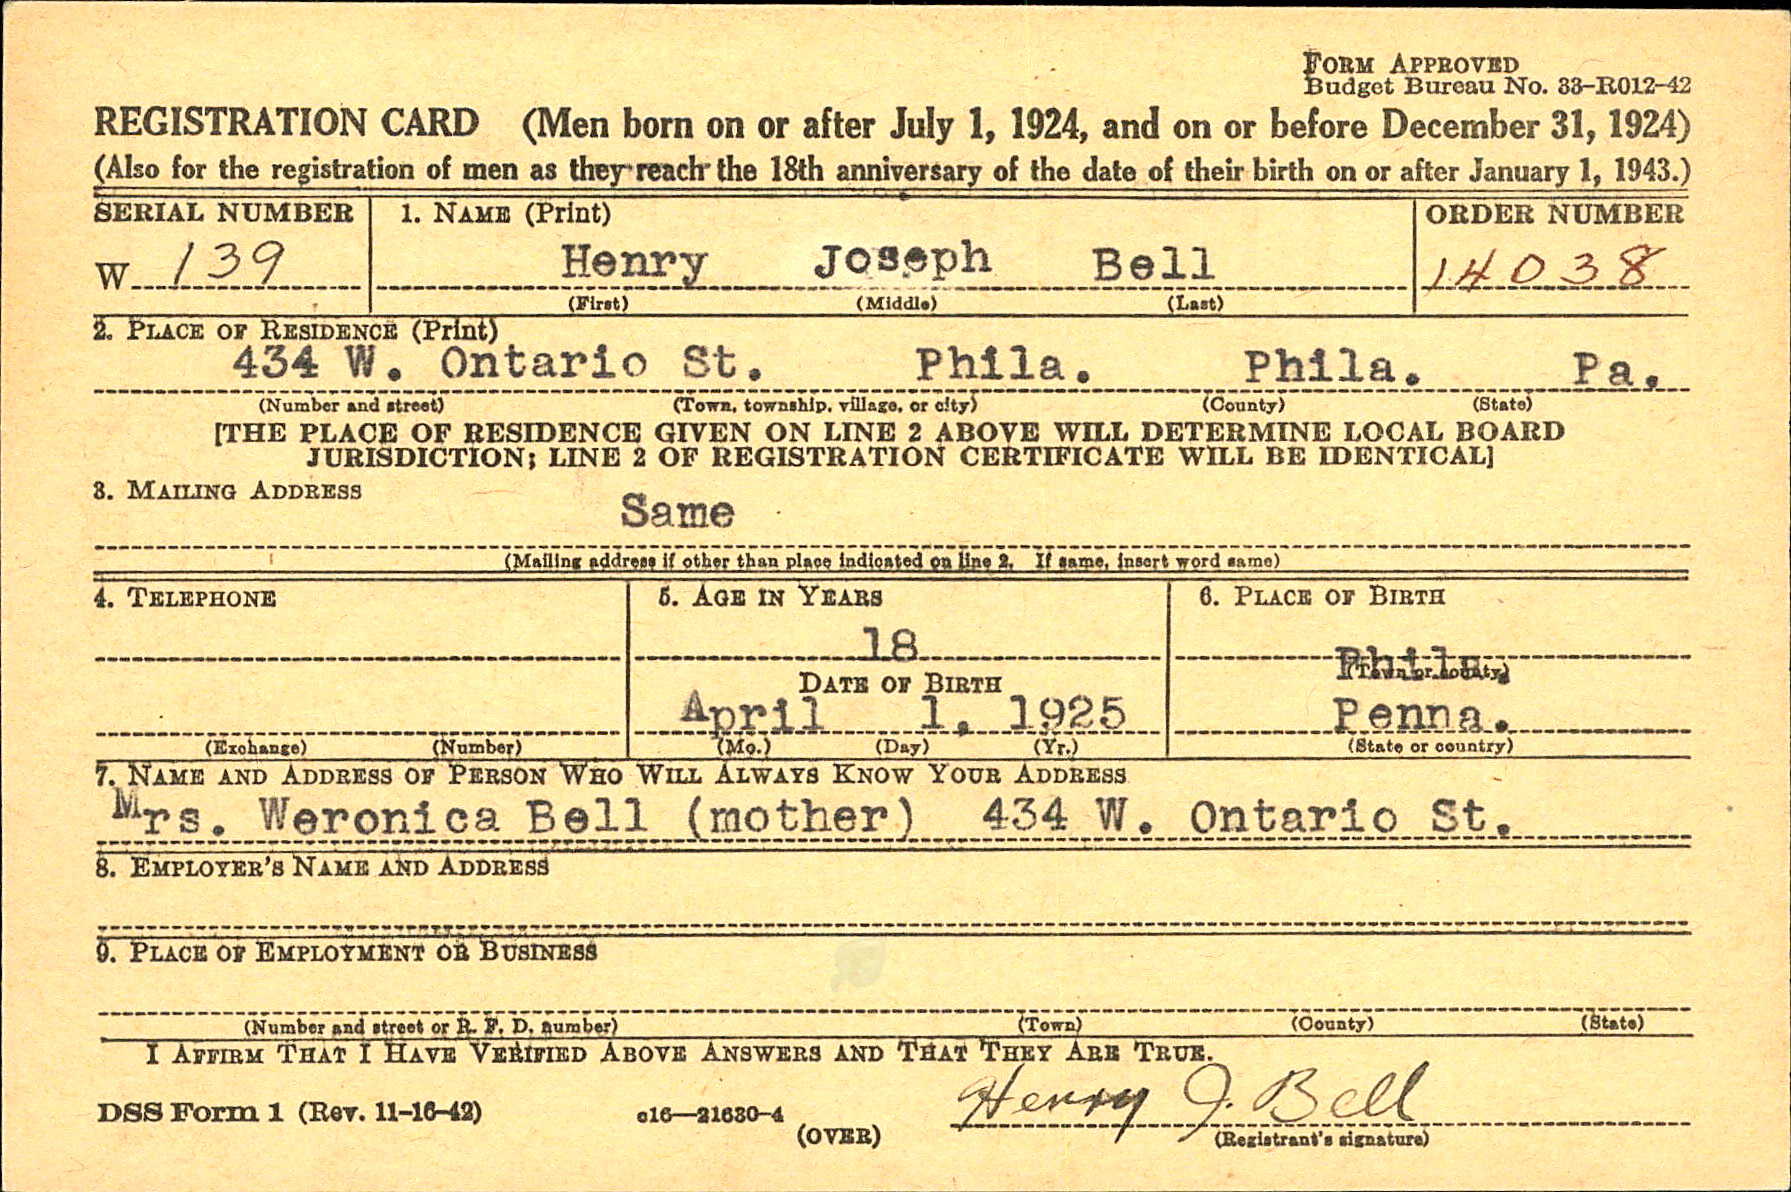 FORM APPROVED
Budget Bureau No. 33-R012-42
REGISTRATION CARD (Men born on or after July 1, 1924, and on or before December 31, 1924)
(Also for the registration of men as they reach the 18th anniversary of the date of their birth on or after January 1, 1943.)
SERIAL NUMBER 1. NAME (Print) ORDER NUMBER
W 139 Henry Joseph Bell 14038
(First) (Middle) (Last)
2. PLACE OF RESIDENCE (Print)
434 W. Ontario St. Phila. Phila. Pa.
(Number and street) (Town, township, village, or city) (County) (State)
[THE PLACE OF RESIDENCE GIVEN ON LINE 2 ABOVE WILL DETERMINE LOCAL BOARD
JURISDICTION; LINE 2 OF REGISTRATION CERTIFICATE WILL BE IDENTICAL]
3. MAILING ADDRESS
Same
(Mailing address if other than place indicated on line 2. If same, insert word same)
4. TELEPHONE 5. AGE IN YEARS 6. PLACE OF BIRTH
18 Phila.
(Town or county)
DATE OF BIRTH
April 1, 1925 Penna.
(Exchange) (Number) (Mo.) (Day) (Yr.) (State or country)
7. NAME AND ADDRESS OF PERSON WHO WILL ALWAYS KNOW YOUR ADDRESS
Mrs. Weronica Bell (mother) 434 W. Ontario St.
8. EMPLOYER'S NAME AND ADDRESS
9. PLACE OF EMPLOYMENT OR BUSINESS
(Number and street or R. F. D. number) (Town) (County) (State)
I AFFIRM THAT I HAVE VERIFIED ABOVE ANSWERS AND THAT THEY ARE TRUE.
Henry J. Bell
DSS Form 1 (Rev. 11-16-42) c16—21630-4
(OVER) (Registrant's signature)